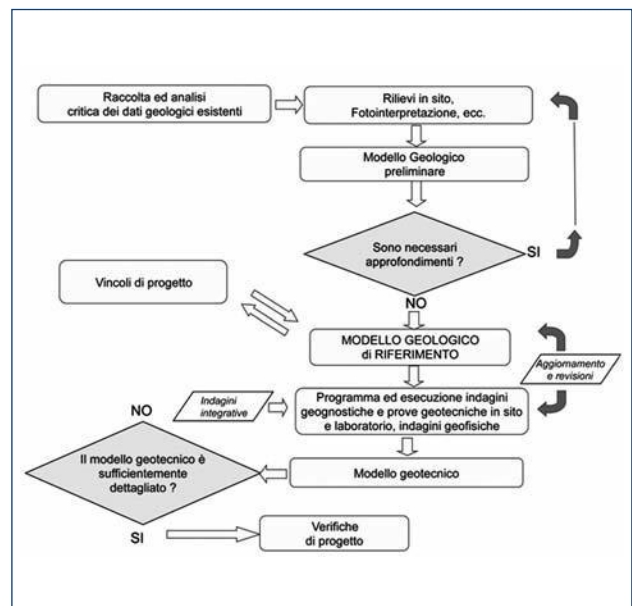 Raccolta ed analisi
critica dei dati geologici esistenti
Rilievi in sito,
Fotointerpretazione, ecc.
Modello Geologico
preliminare
Sono necessari
approfondimenti ?
SI
NO
Vincoli di progetto
MODELLO GEOLOGICO
di RIFERIMENTO
Aggiornamento
e revisioni
Indagini
integrative
Programma ed esecuzione indagini
geognostiche e prove geotecniche in sito
e laboratorio, indagini geofisiche
Modello geotecnico
NO
Il modello geotecnico è
sufficientemente
dettagliato ?
SI
Verifiche
di progetto